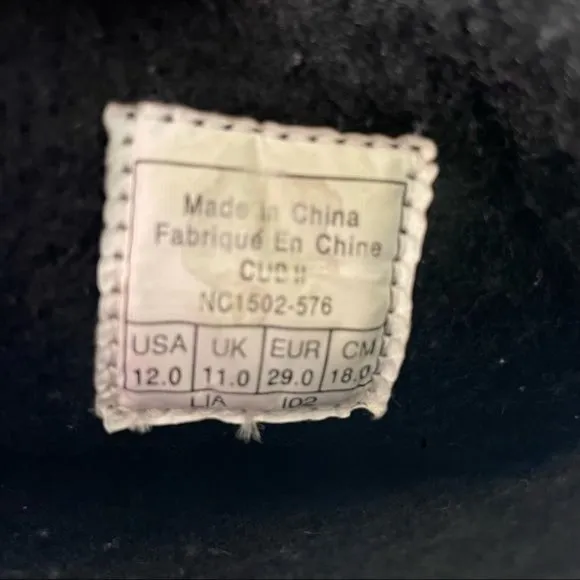 Made in China
Fabriqué En Chine
CUB II
NC1502-576
USA UK EUR CM
12.0 11.0 29.0 18.0
LIA 102